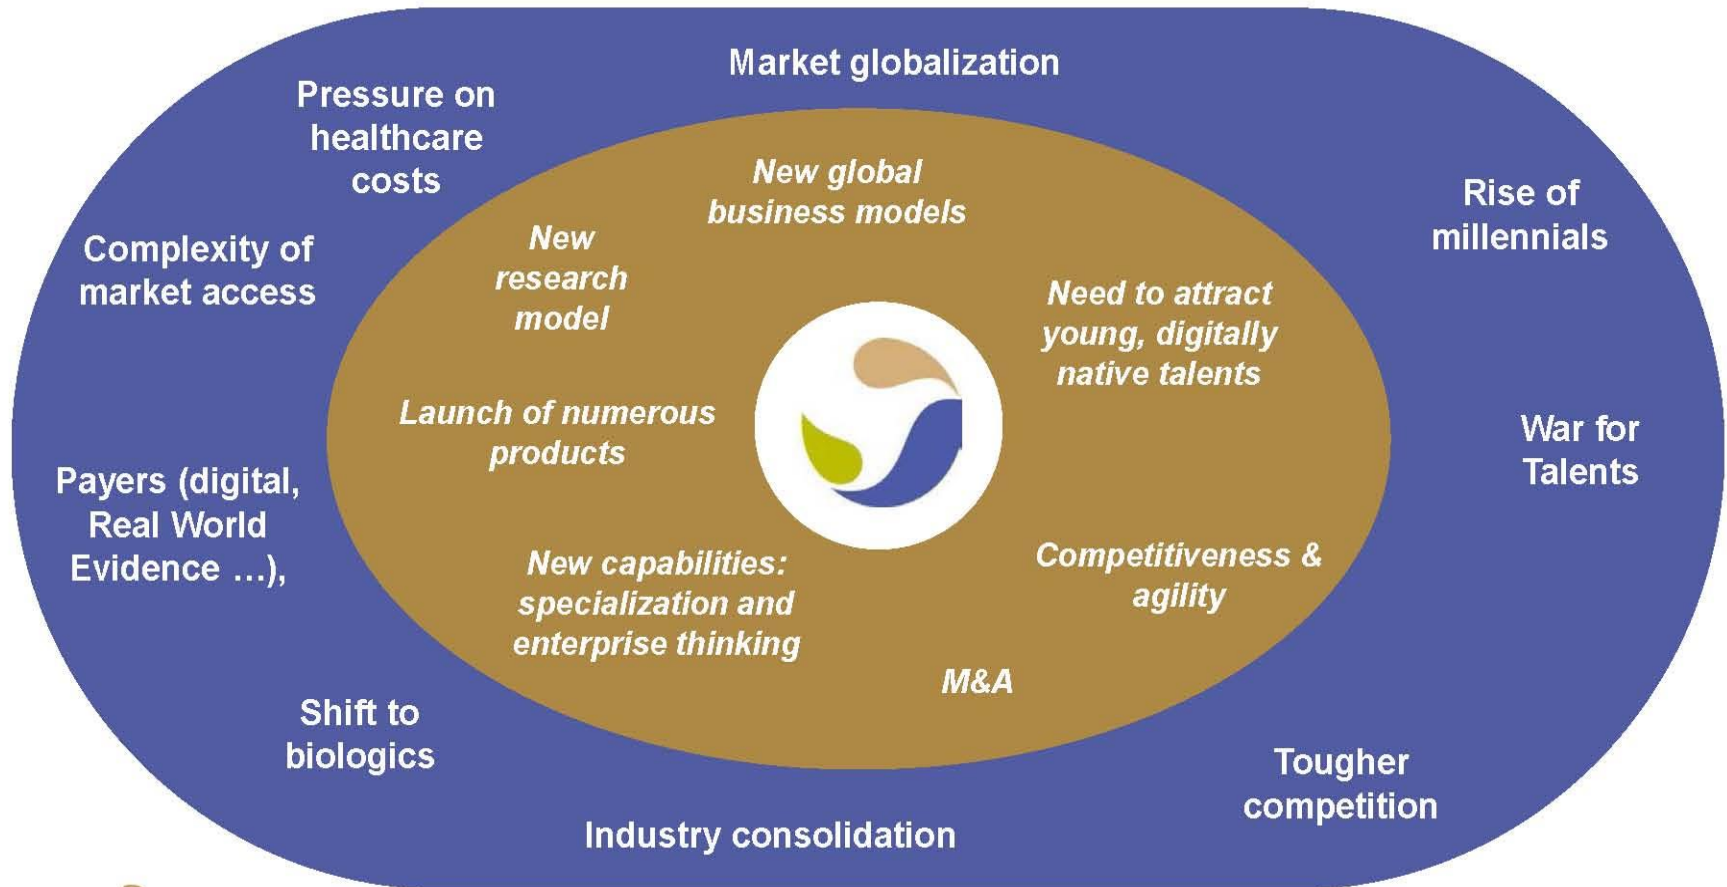 Market globalization
Pressure on
healthcare
costs
Complexity of
market access
Payers (digital,
Real World
Evidence ...),
Shift to
biologics
Industry consolidation
Tougher
competition
War for
Talents
Rise of
millennials
New global
business models
New
research
model
Launch of numerous
products
New capabilities:
specialization and
enterprise thinking
M&A
Competitiveness &
agility
Need to attract
young, digitally
native talents